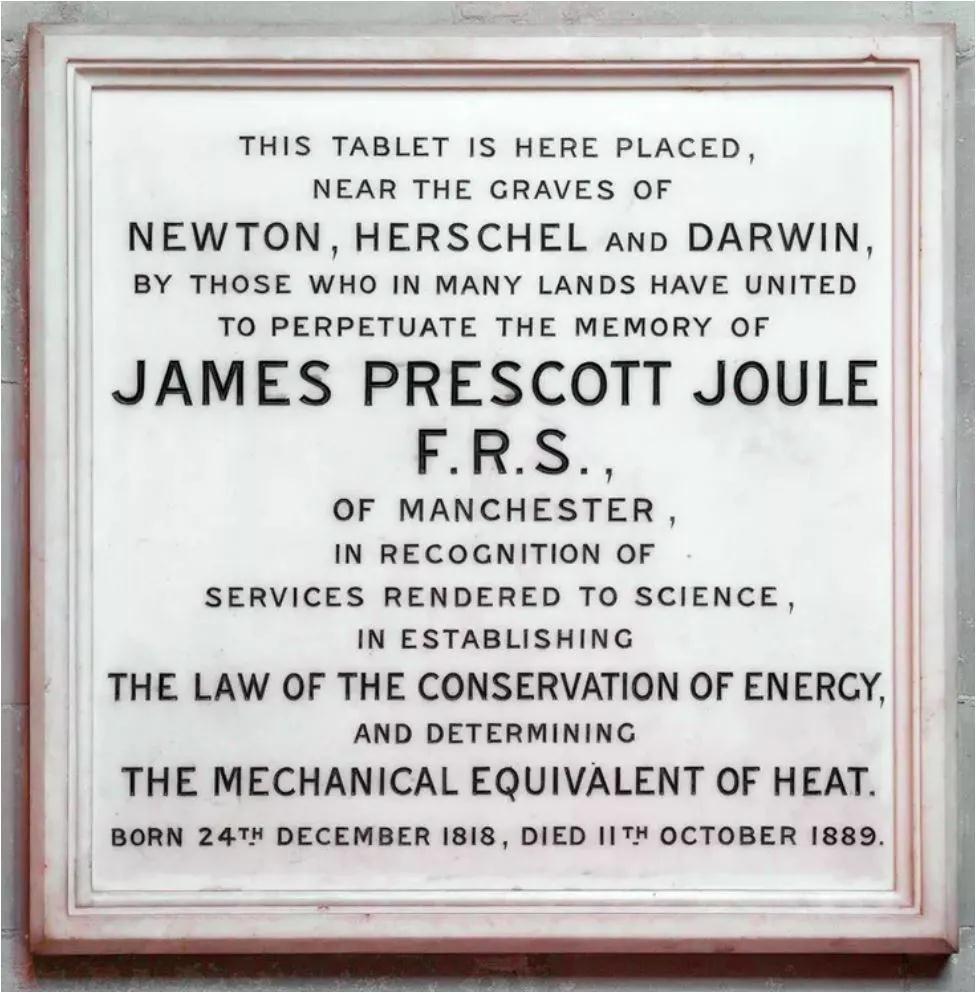 THIS TABLET IS HERE PLACED,
NEAR THE GRAVES OF
NEWTON, HERSCHEL AND DARWIN,
BY THOSE WHO IN MANY LANDS HAVE UNITED
TO PERPETUATE THE MEMORY OF
JAMES PRESCOTT JOULE
F.R.S.,
OF MANCHESTER,
IN RECOGNITION OF
SERVICES RENDERED TO SCIENCE,
IN ESTABLISHING
THE LAW OF THE CONSERVATION OF ENERGY,
AND DETERMINING
THE MECHANICAL EQUIVALENT OF HEAT.
BORN 24TH DECEMBER 1818, DIED 11TH OCTOBER 1889.